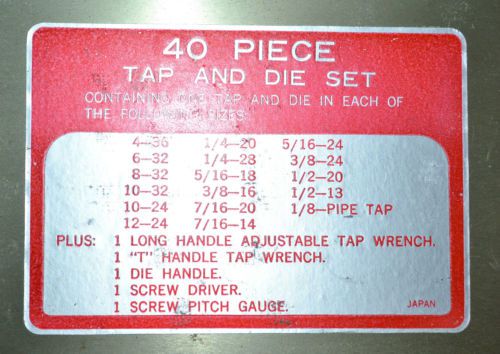 40 PIECE
TAP AND DIE SET
CONTAINING ONE TAP AND DIE IN EACH OF
THE FOLLOWING SIZES:
4-36 1/4-20 5/16-24
6-32 1/4-28 3/8-24
8-32 5/16-18 1/2-20
10-32 3/8-16 1/2-13
10-24 7/16-20 1/8-PIPE TAP
12-24 7/16-14
PLUS: 1 LONG HANDLE ADJUSTABLE TAP WRENCH.
1 "T" HANDLE TAP WRENCH.
1 DIE HANDLE.
1 SCREW DRIVER.
1 SCREW PITCH GAUGE.
JAPAN